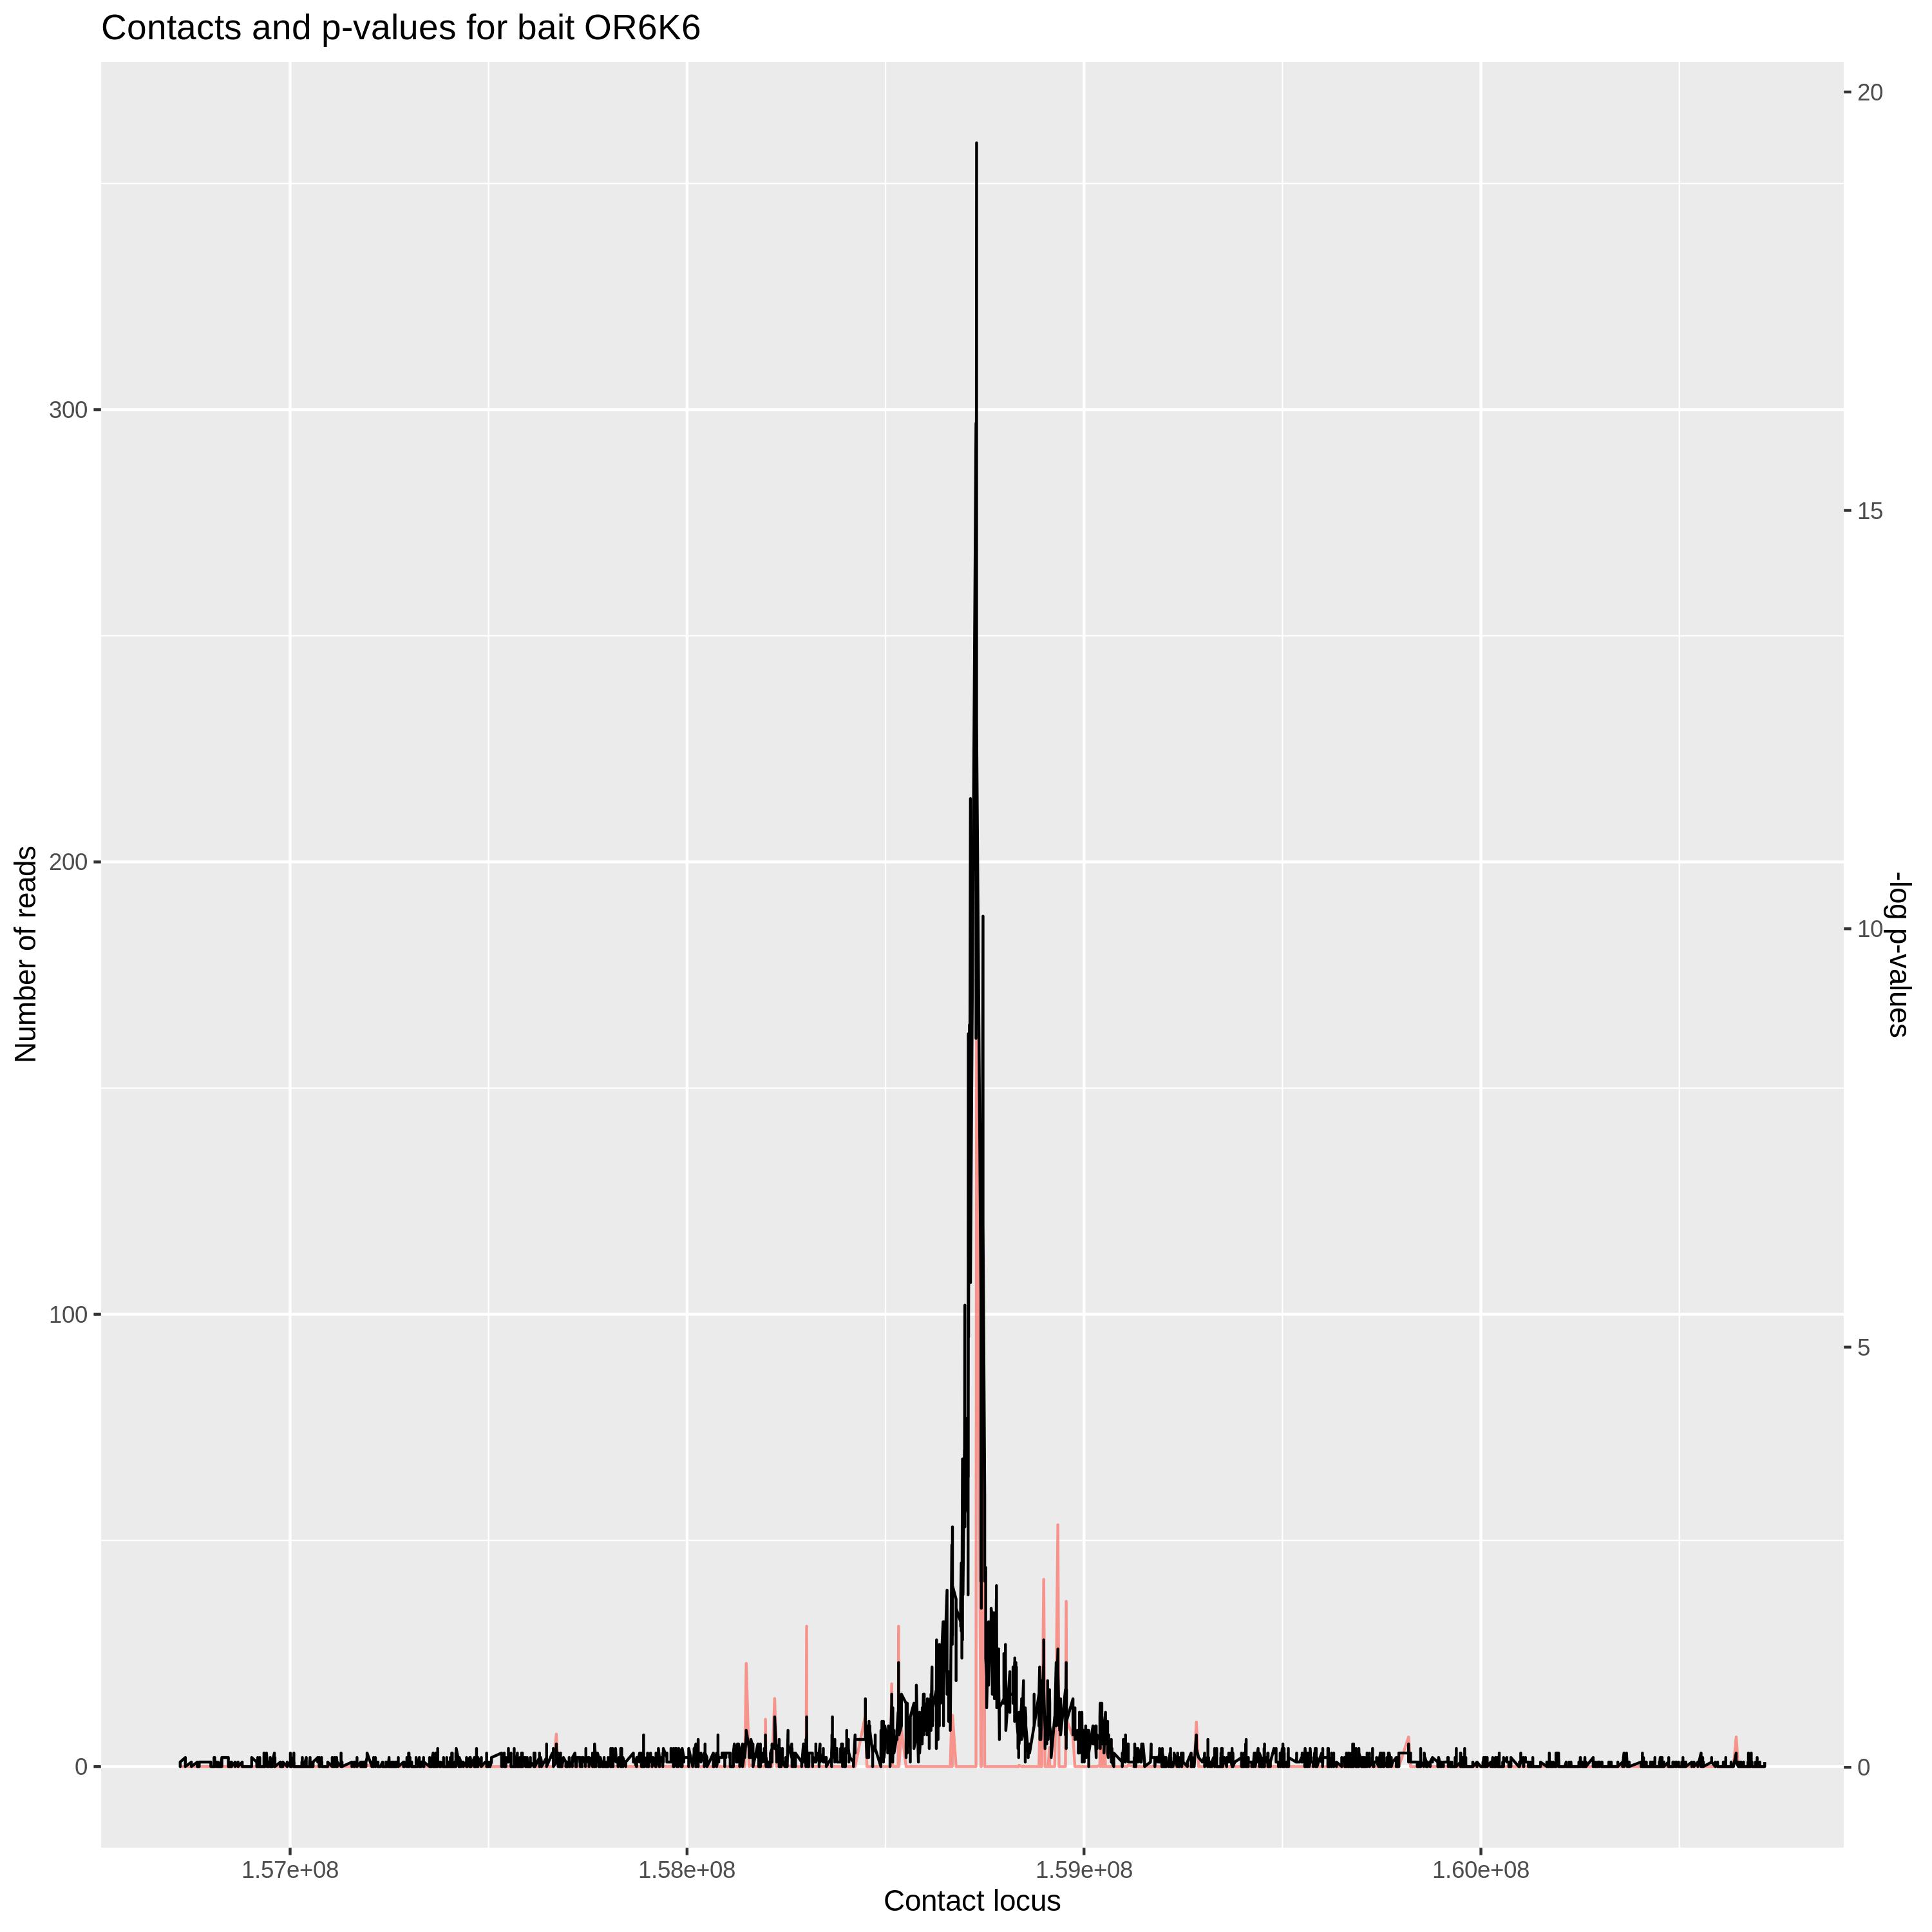 Contacts and p-values for bait OR6K6
20
15
10
5
0
-log p-values
300
200
100
0
Number of reads
1.57e+08
1.58e+08
1.59e+08
1.60e+08
Contact locus